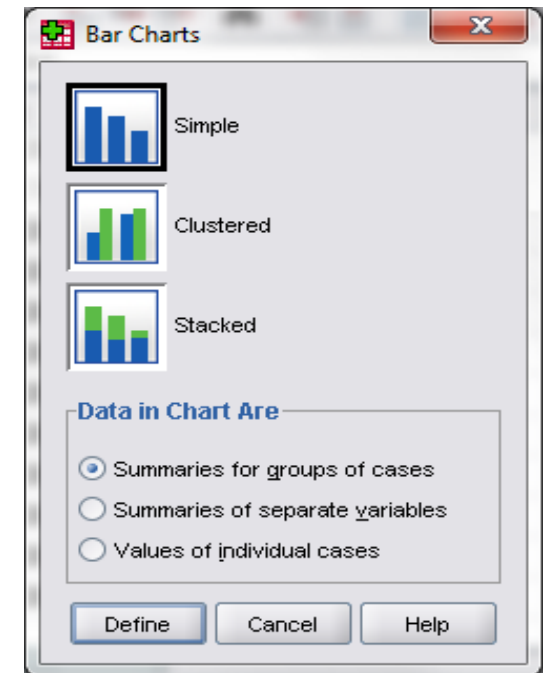 Bar Charts
Simple
Clustered
Stacked
Data in Chart Are
Summaries for groups of cases
Summaries of separate variables
Values of individual cases
Define Cancel Help